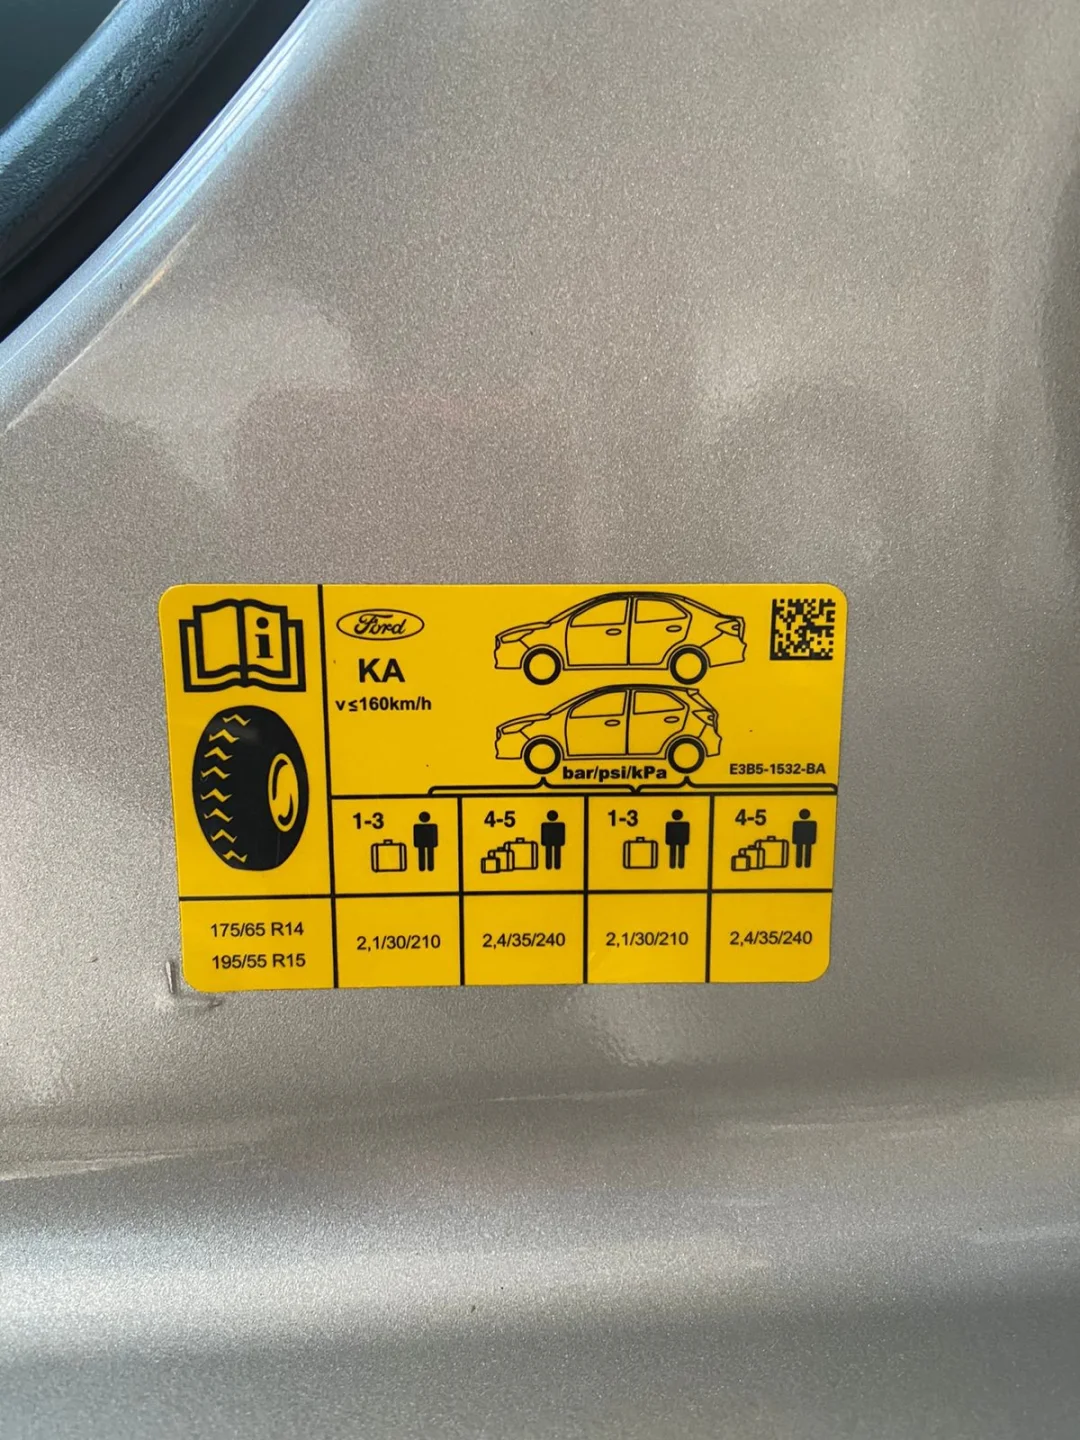 Ford
KA
v≤160km/h
bar/psi/kPa
E3B5-1532-BA
1-3 4-5 1-3 4-5
175/65 R14
195/55 R15
2,1/30/210 2,4/35/240 2,1/30/210 2,4/35/240